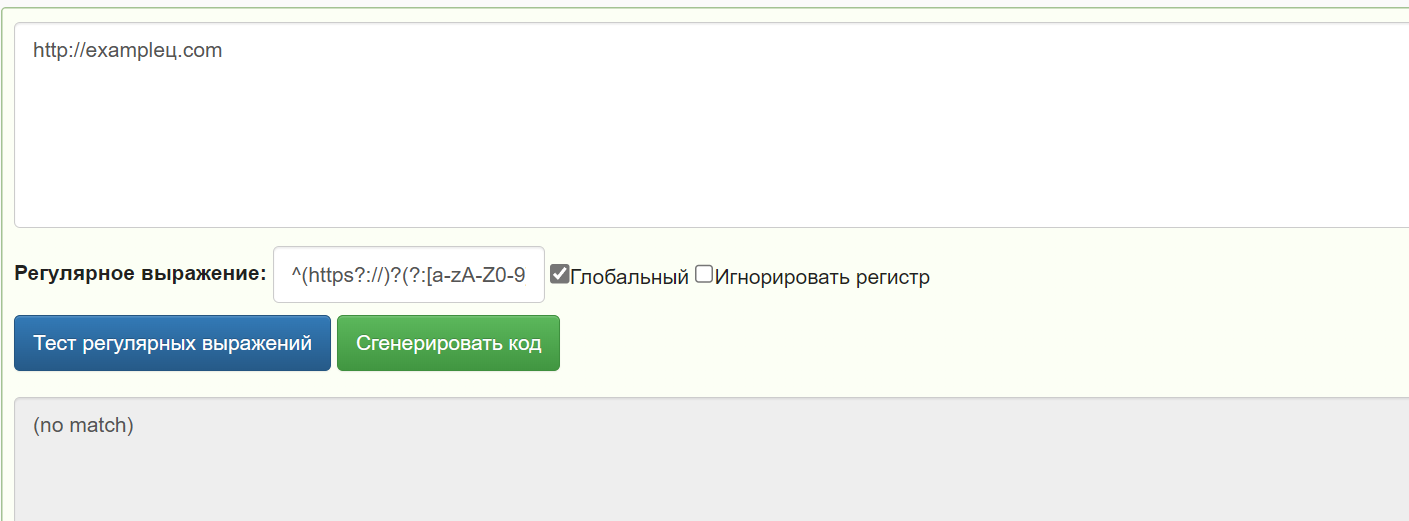 http://exampleц.com
Регулярное выражение: ^(https?://)?(?:[a-zA-Z0-9 Глобальный Игнорировать регистр
Тест регулярных выражений Сгенерировать код
(no match)